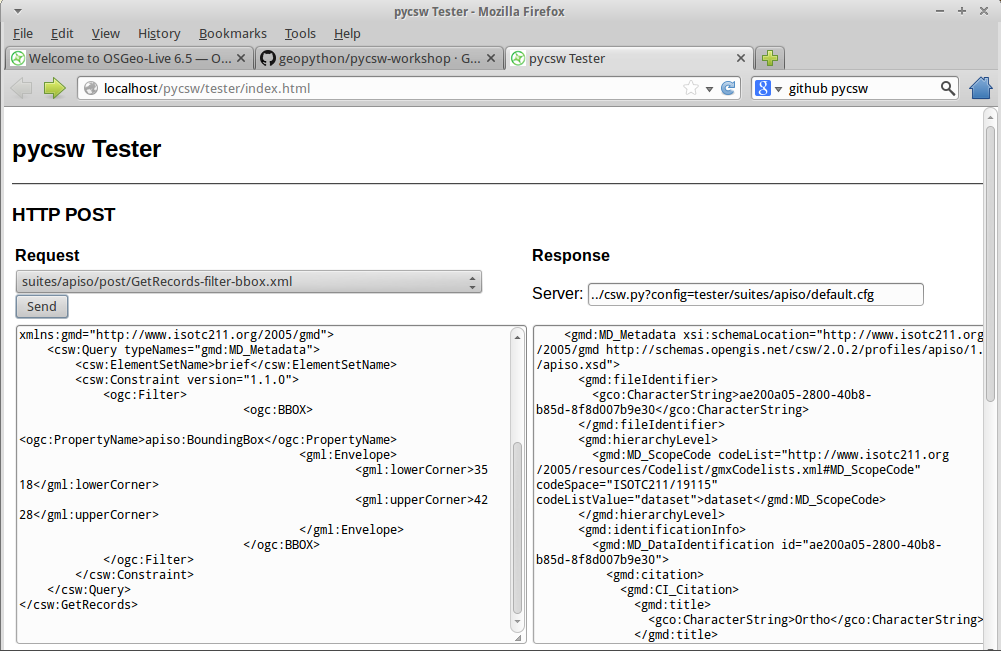 pycsw Tester - Mozilla Firefox
File Edit View History Bookmarks Tools Help
Welcome to OSGeo-Live 6.5 — O...
geopython/pycsw-workshop · G...
pycsw Tester
localhost/pycsw/tester/index.html
8
github pycsw
pycsw Tester
HTTP POST
Request
suites/apiso/post/GetRecords-filter-bbox.xml
Send
xmlns:gmd="http://www.isotc211.org/2005/gmd">
<csw:Query typeNames="gmd:MD_Metadata">
<csw:ElementSetName>brief</csw:ElementSetName>
<csw:Constraint version="1.1.0">
<ogc:Filter>
<ogc:BBOX>
<ogc:PropertyName>apiso:BoundingBox</ogc:PropertyName>
<gml:Envelope>
<gml:lowerCorner>35
18</gml:lowerCorner>
<gml:upperCorner>42
28</gml:upperCorner>
</gml:Envelope>
</ogc:BBOX>
</ogc:Filter>
</csw:Constraint>
</csw:Query>
</csw:GetRecords>
Response
Server: ../csw.py?config=tester/suites/apiso/default.cfg
<gmd:MD_Metadata xsi:schemaLocation="http://www.isotc211.org
/2005/gmd http://schemas.opengis.net/csw/2.0.2/profiles/apiso/1.
/apiso.xsd">
<gmd:fileIdentifier>
<gco:CharacterString>ae200a05-2800-40b8-
b85d-8f8d007b9e30</gco:CharacterString>
</gmd:fileIdentifier>
<gmd:hierarchyLevel>
<gmd:MD_ScopeCode codeList="http://www.isotc211.org
/2005/resources/Codelist/gmxCodelists.xml#MD_ScopeCode"
codeSpace="ISOTC211/19115"
codeListValue="dataset">dataset</gmd:MD_ScopeCode>
</gmd:hierarchyLevel>
<gmd:identificationInfo>
<gmd:MD_DataIdentification id="ae200a05-2800-40b8-
b85d-8f8d007b9e30">
<gmd:citation>
<gmd:CI_Citation>
<gmd:title>
<gco:CharacterString>Ortho</gco:CharacterString>
</gmd:title>